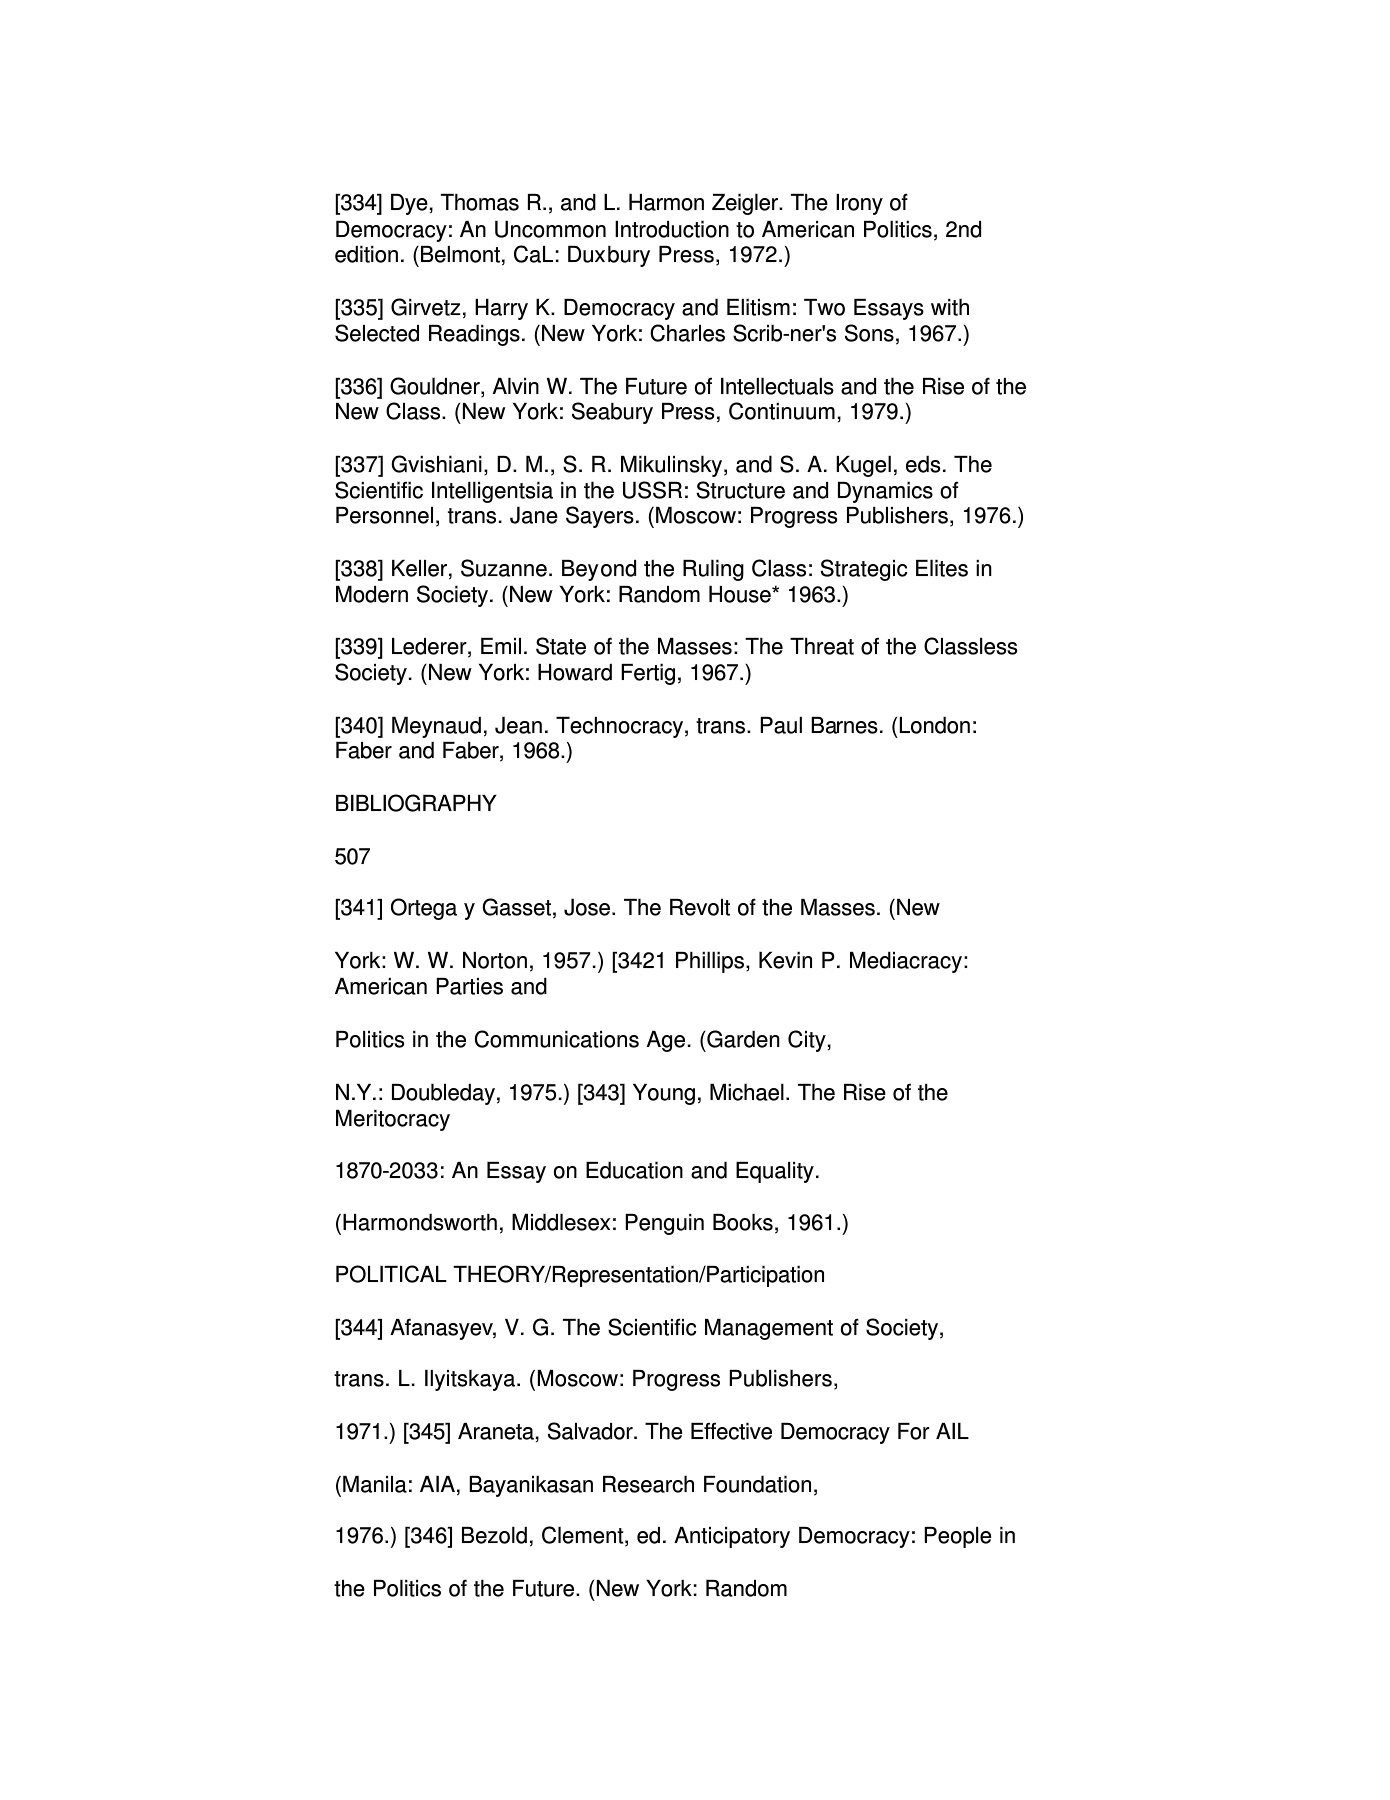 [334] Dye, Thomas R., and L. Harmon Zeigler. The Irony of
Democracy: An Uncommon Introduction to American Politics, 2nd
edition. (Belmont, CaL: Duxbury Press, 1972.)
[335] Girvetz, Harry K. Democracy and Elitism: Two Essays with
Selected Readings. (New York: Charles Scrib-ner's Sons, 1967.)
[336] Gouldner, Alvin W. The Future of Intellectuals and the Rise of the
New Class. (New York: Seabury Press, Continuum, 1979.)
[337] Gvishiani, D. M., S. R. Mikulinsky, and S. A. Kugel, eds. The
Scientific Intelligentsia in the USSR: Structure and Dynamics of
Personnel, trans. Jane Sayers. (Moscow: Progress Publishers, 1976.)
[338] Keller, Suzanne. Beyond the Ruling Class: Strategic Elites in
Modern Society. (New York: Random House* 1963.)
[339] Lederer, Emil. State of the Masses: The Threat of the Classless
Society. (New York: Howard Fertig, 1967.)
[340] Meynaud, Jean. Technocracy, trans. Paul Barnes. (London:
Faber and Faber, 1968.)
BIBLIOGRAPHY
507
[341] Ortega y Gasset, Jose. The Revolt of the Masses. (New
York: W. W. Norton, 1957.) [3421 Phillips, Kevin P. Mediacracy:
American Parties and
Politics in the Communications Age. (Garden City,
N.Y.: Doubleday, 1975.) [343] Young, Michael. The Rise of the
Meritocracy
1870-2033: An Essay on Education and Equality.
(Harmondsworth, Middlesex: Penguin Books, 1961.)
POLITICAL THEORY/Representation/Participation
[344] Afanasyev, V. G. The Scientific Management of Society,
trans. L. Ilyitskaya. (Moscow: Progress Publishers,
1971.) [345] Araneta, Salvador. The Effective Democracy For AIL
(Manila: AIA, Bayanikasan Research Foundation,
1976.) [346] Bezold, Clement, ed. Anticipatory Democracy: People in
the Politics of the Future. (New York: Random